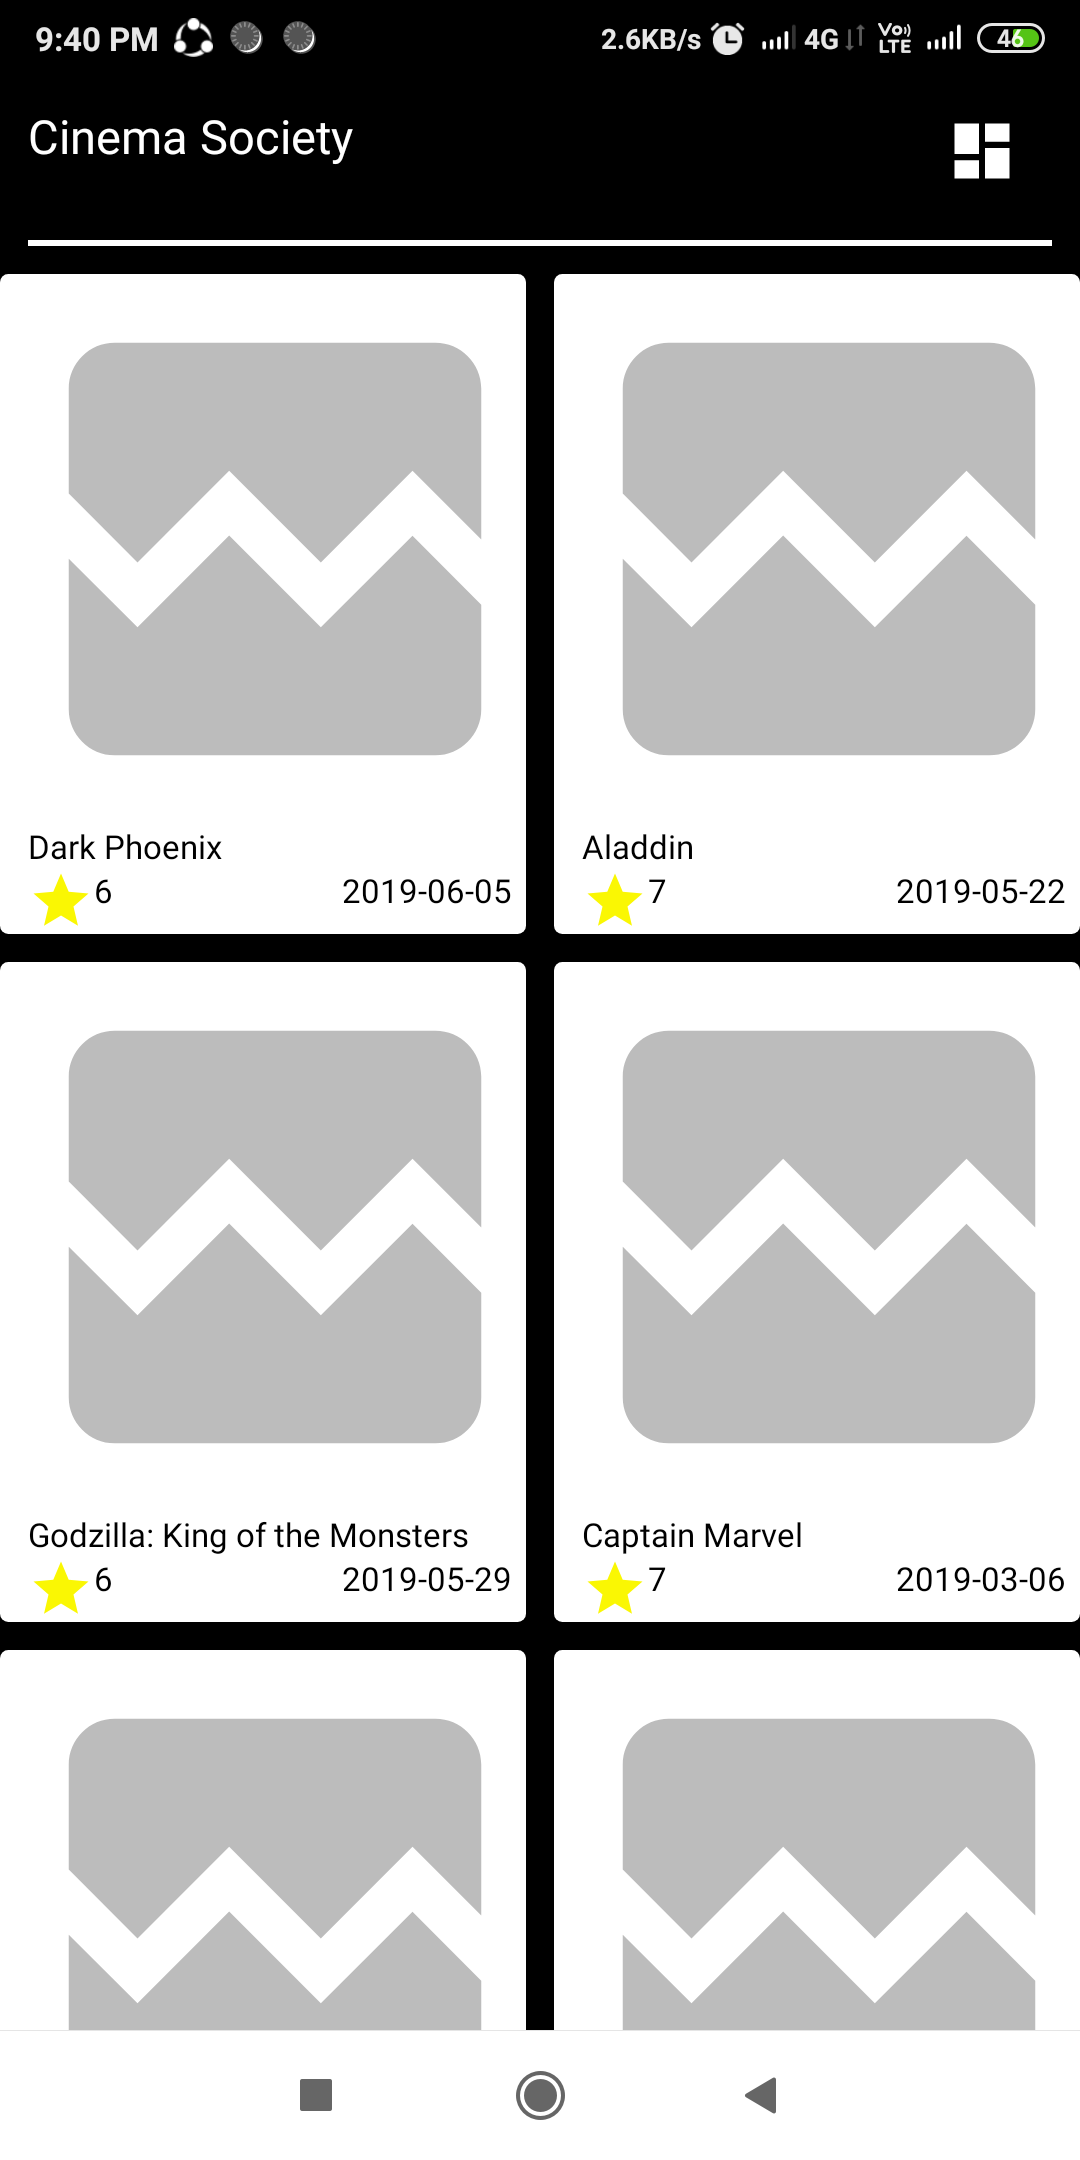 9:40 PM 2.6KB/s 4G Vo)) LTE 46
Cinema Society
Dark Phoenix
6 2019-06-05
Aladdin
7 2019-05-22
Godzilla: King of the Monsters
6 2019-05-29
Captain Marvel
7 2019-03-06